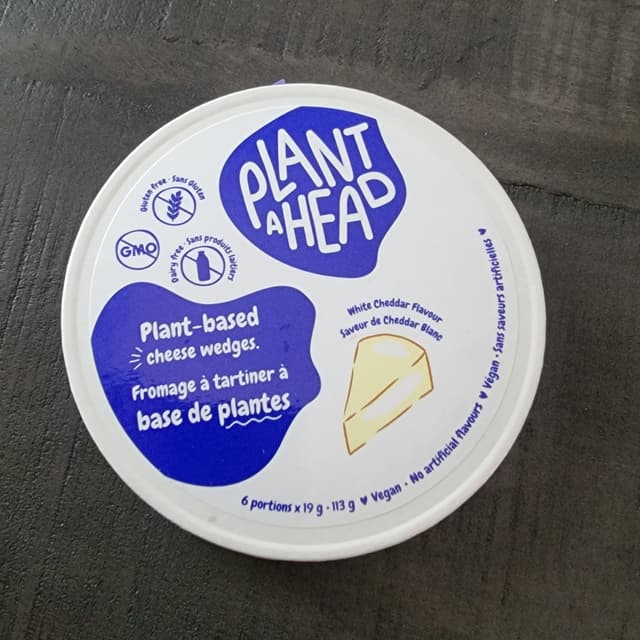 PLANT
A HEAD
Gluten free · Sans Gluten
GMO
Dairy free · Sans produits laitiers
Plant-based
cheese wedges.
Fromage à tartiner à
base de plantes
White Cheddar Flavour
Saveur de Cheddar Blanc
6 portions x 19 g · 113 g ♥ Vegan · No artificial flavours ♥ Vegan · Sans saveurs artificielles ♥